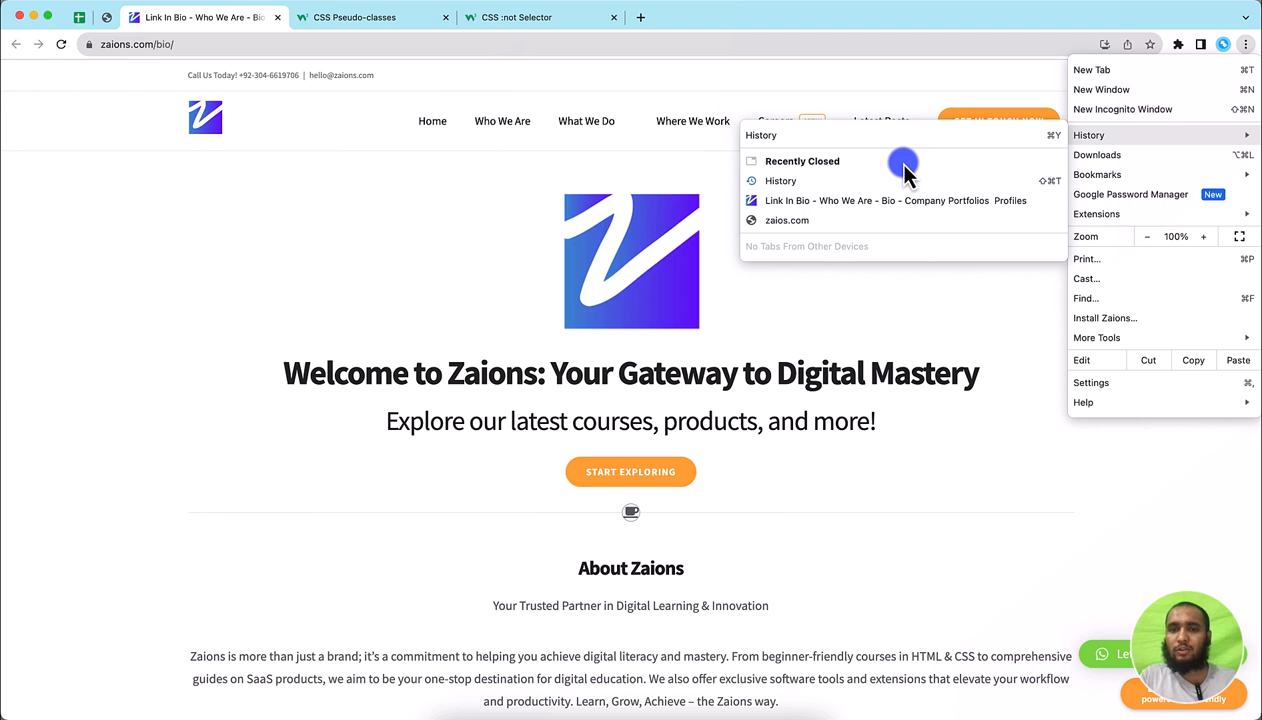 Link In Bio - Who We Are - Bio
CSS Pseudo-classes
CSS :not Selector
zaions.com/bio/
Call Us Today! +92-304-6619706 | hello@zaions.com
Home
Who We Are
What We Do
Where We Work
New Tab ⌘T
New Window ⌘N
New Incognito Window ⇧⌘N
History
Downloads ⌥⌘L
Bookmarks
Google Password Manager New
Extensions
Zoom - 100% +
Print... ⌘P
Cast...
Find... ⌘F
Install Zaions...
More Tools
Edit Cut Copy Paste
Settings ⌘,
Help
History ⌘Y
Recently Closed
History ⇧⌘T
Link In Bio - Who We Are - Bio - Company Portfolios Profiles
zaios.com
No Tabs From Other Devices
Welcome to Zaions: Your Gateway to Digital Mastery
Explore our latest courses, products, and more!
START EXPLORING
About Zaions
Your Trusted Partner in Digital Learning & Innovation
Zaions is more than just a brand; it's a commitment to helping you achieve digital literacy and mastery. From beginner-friendly courses in HTML & CSS to comprehensive
guides on SaaS products, we aim to be your one-stop destination for digital education. We also offer exclusive software tools and extensions that elevate your workflow
and productivity. Learn, Grow, Achieve – the Zaions way.